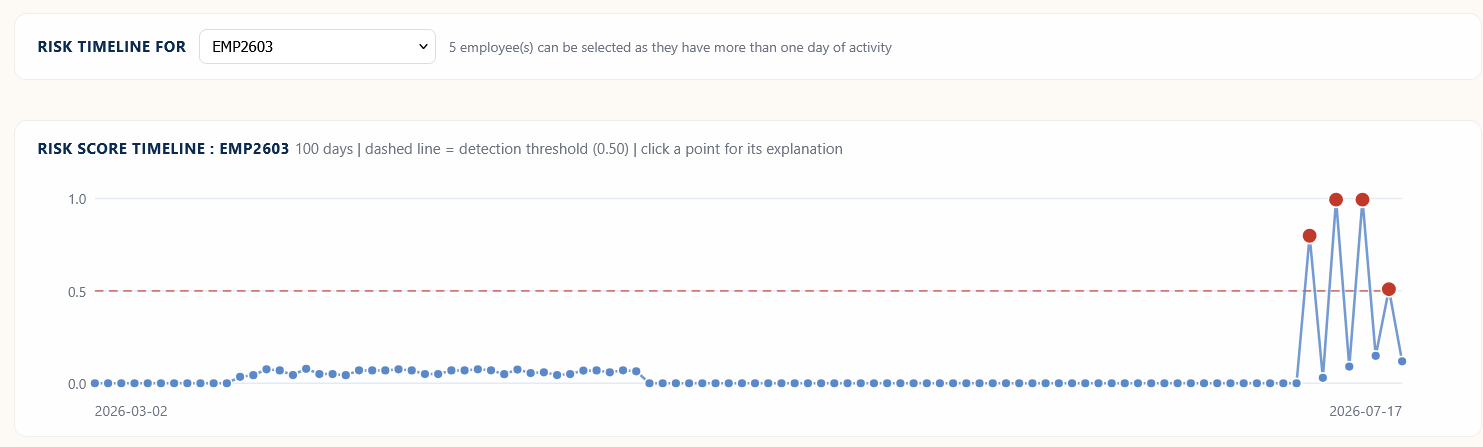 RISK TIMELINE FOR EMP2603 5 employee(s) can be selected as they have more than one day of activity
RISK SCORE TIMELINE : EMP2603 100 days | dashed line = detection threshold (0.50) | click a point for its explanation
1.0
0.5
0.0
2026-03-02 2026-07-17